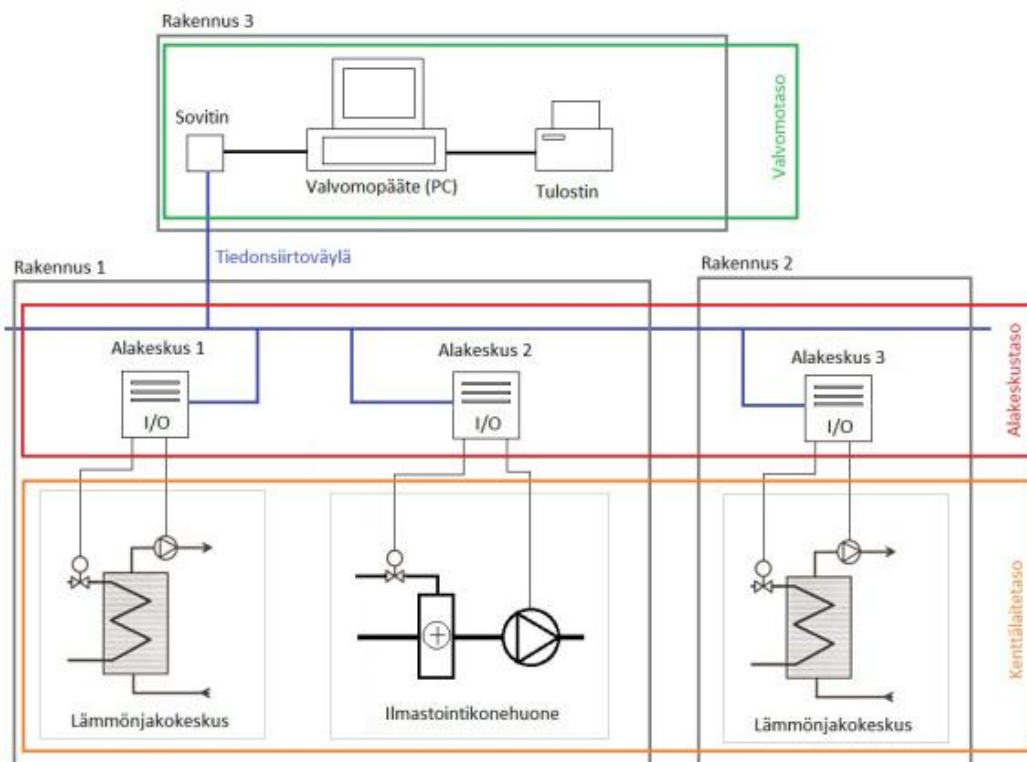 Rakennus 3
Sovitin
Valvomopääte (PC)
Tulostin
Valvomotaso
Tiedonsiirtoväylä
Rakennus 1
Rakennus 2
Alakeskus 1
Alakeskus 2
Alakeskus 3
I/O
I/O
I/O
Alakeskustaso
Lämmönjakokeskus
Ilmastointikonehuone
Lämmönjakokeskus
Kenttälaitetaso